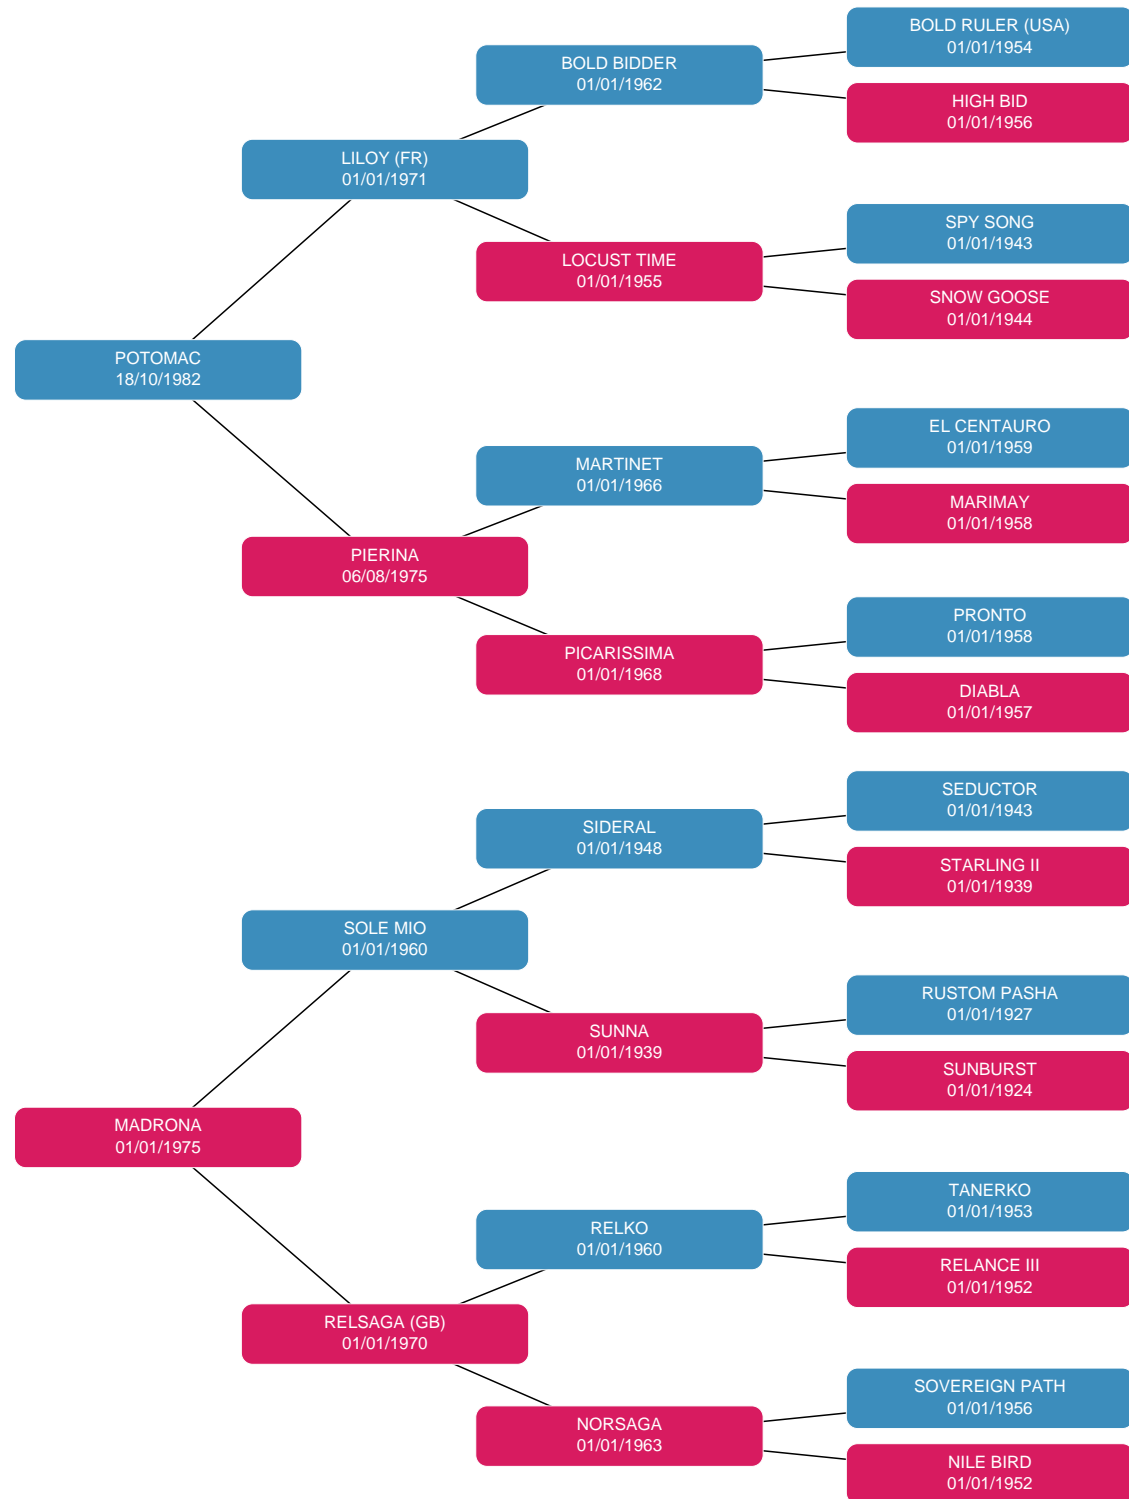 BOLD RULER (USA)
01/01/1954
BOLD BIDDER
01/01/1962
HIGH BID
01/01/1956
LILOY (FR)
01/01/1971
SPY SONG
01/01/1943
LOCUST TIME
01/01/1955
SNOW GOOSE
01/01/1944
POTOMAC
18/10/1982
EL CENTAURO
01/01/1959
MARTINET
01/01/1966
MARIMAY
01/01/1958
PIERINA
06/08/1975
PRONTO
01/01/1958
PICARISSIMA
01/01/1968
DIABLA
01/01/1957
SEDUCTOR
01/01/1943
SIDERAL
01/01/1948
STARLING II
01/01/1939
SOLE MIO
01/01/1960
RUSTOM PASHA
01/01/1927
SUNNA
01/01/1939
SUNBURST
01/01/1924
MADRONA
01/01/1975
TANERKO
01/01/1953
RELKO
01/01/1960
RELANCE III
01/01/1952
RELSAGA (GB)
01/01/1970
SOVEREIGN PATH
01/01/1956
NORSAGA
01/01/1963
NILE BIRD
01/01/1952